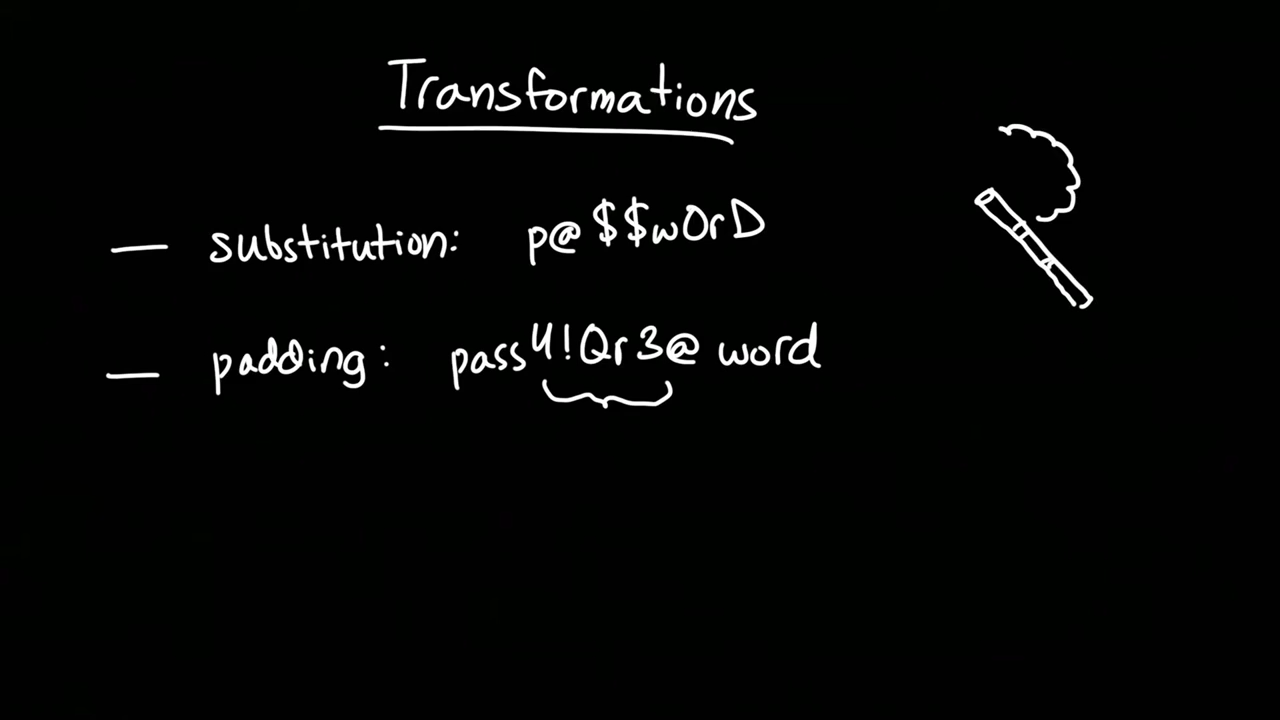 Transformations
— substitution: p@$$w0rD
— padding: pass4!Qr3@word